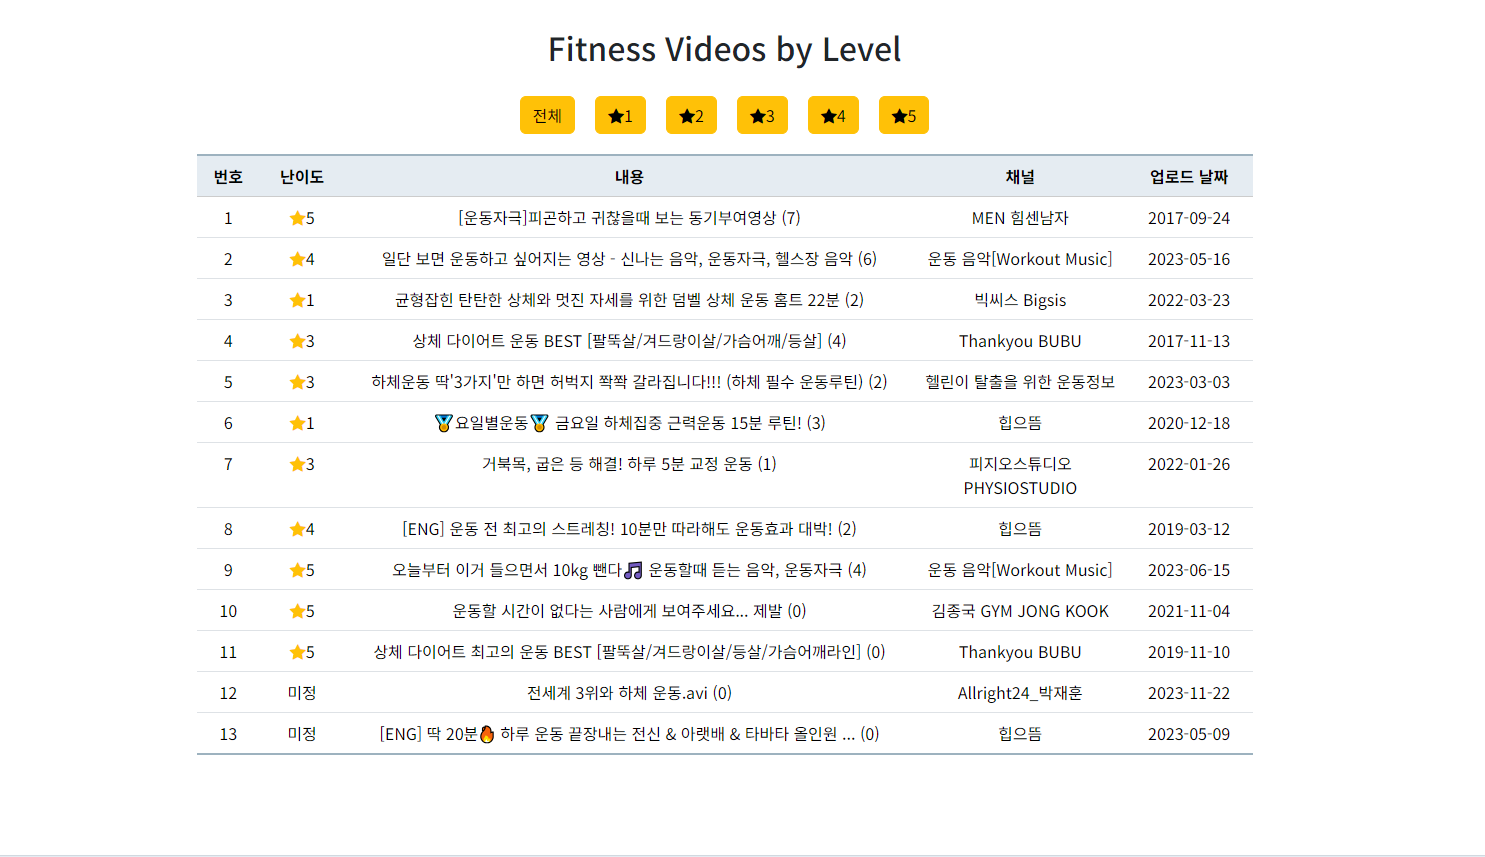 Fitness Videos by Level
전체 ★1 ★2 ★3 ★4 ★5
번호 난이도 내용 채널 업로드 날짜
1 ★5 [운동자극]피곤하고 귀찮을때 보는 동기부여영상 (7) MEN 힘센남자 2017-09-24
2 ★4 일단 보면 운동하고 싶어지는 영상 - 신나는 음악, 운동자극, 헬스장 음악 (6) 운동 음악[Workout Music] 2023-05-16
3 ★1 균형잡힌 탄탄한 상체와 멋진 자세를 위한 덤벨 상체 운동 홈트 22분 (2) 빅씨스 Bigsis 2022-03-23
4 ★3 상체 다이어트 운동 BEST [팔뚝살/겨드랑이살/가슴어깨/등살] (4) Thankyou BUBU 2017-11-13
5 ★3 하체운동 딱'3가지'만 하면 허벅지 쫙쫙 갈라집니다!!! (하체 필수 운동루틴) (2) 헬린이 탈출을 위한 운동정보 2023-03-03
6 ★1 🏅요일별운동🏅 금요일 하체집중 근력운동 15분 루틴! (3) 힙으뜸 2020-12-18
7 ★3 거북목, 굽은 등 해결! 하루 5분 교정 운동 (1) 피지오스튜디오 2022-01-26
PHYSIOSTUDIO
8 ★4 [ENG] 운동 전 최고의 스트레칭! 10분만 따라해도 운동효과 대박! (2) 힙으뜸 2019-03-12
9 ★5 오늘부터 이거 들으면서 10kg 뺀다🎵 운동할때 듣는 음악, 운동자극 (4) 운동 음악[Workout Music] 2023-06-15
10 ★5 운동할 시간이 없다는 사람에게 보여주세요... 제발 (0) 김종국 GYM JONG KOOK 2021-11-04
11 ★5 상체 다이어트 최고의 운동 BEST [팔뚝살/겨드랑이살/등살/가슴어깨라인] (0) Thankyou BUBU 2019-11-10
12 미정 전세계 3위와 하체 운동.avi (0) Allright24_박재훈 2023-11-22
13 미정 [ENG] 딱 20분🔥 하루 운동 끝장내는 전신 & 아랫배 & 타바타 올인원 ... (0) 힙으뜸 2023-05-09